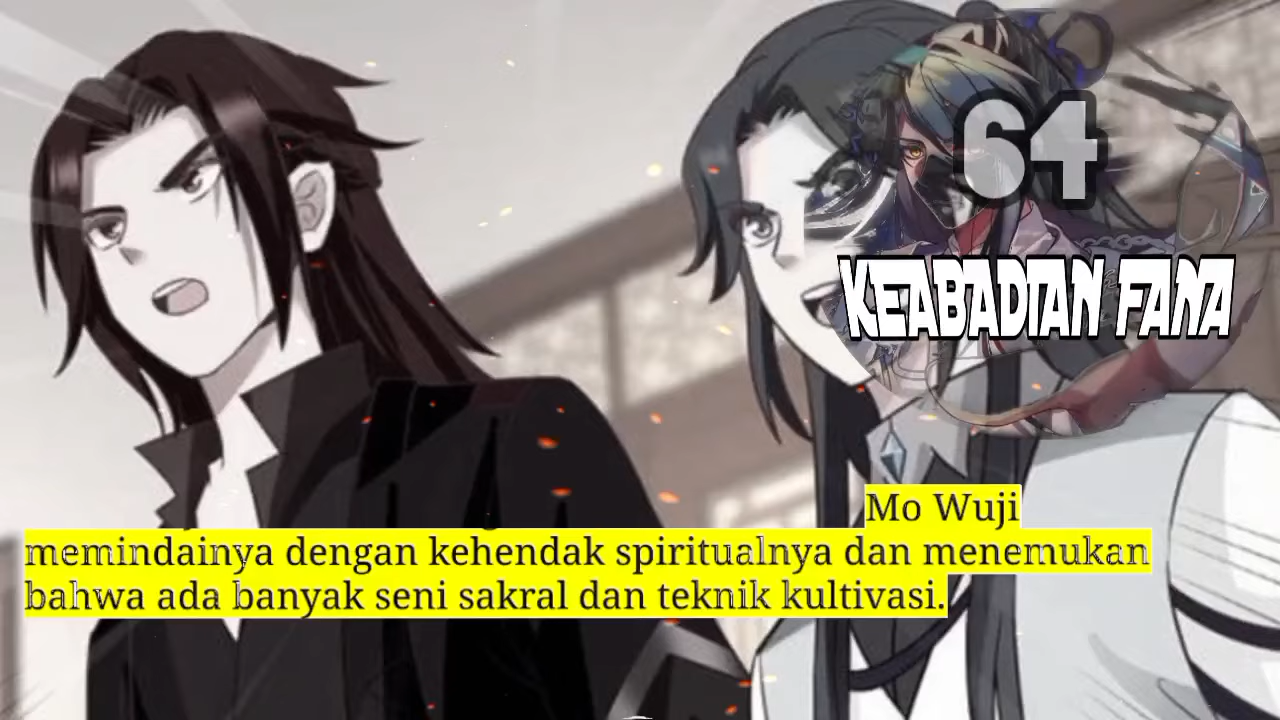 64
KEABADIAN FANA
Mo Wuji
memindainya dengan kehendak spiritualnya dan menemukan
bahwa ada banyak seni sakral dan teknik kultivasi.